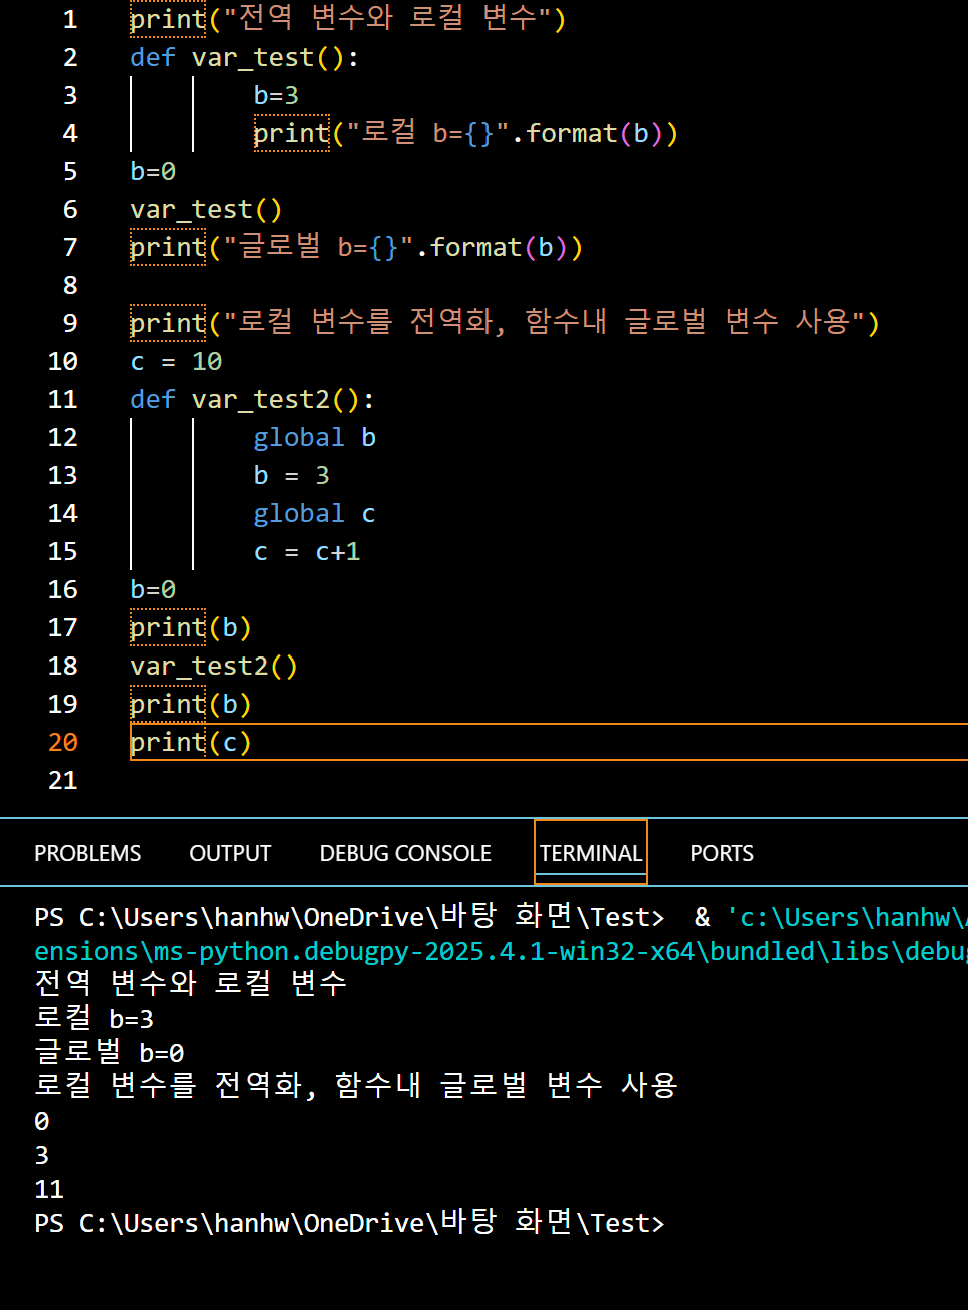 1 print("전역 변수와 로컬 변수")
2 def var_test():
3         b=3
4         print("로컬 b={}".format(b))
5 b=0
6 var_test()
7 print("글로벌 b={}".format(b))
8
9 print("로컬 변수를 전역화, 함수내 글로벌 변수 사용")
10 c = 10
11 def var_test2():
12         global b
13         b = 3
14         global c
15         c = c+1
16 b=0
17 print(b)
18 var_test2()
19 print(b)
20 print(c)
21
PROBLEMS OUTPUT DEBUG CONSOLE TERMINAL PORTS
PS C:\Users\hanhw\OneDrive\바탕 화면\Test>  & 'c:\Users\hanhw\
ensions\ms-python.debugpy-2025.4.1-win32-x64\bundled\libs\debug
전역 변수와 로컬 변수
로컬 b=3
글로벌 b=0
로컬 변수를 전역화, 함수내 글로벌 변수 사용
0
3
11
PS C:\Users\hanhw\OneDrive\바탕 화면\Test>